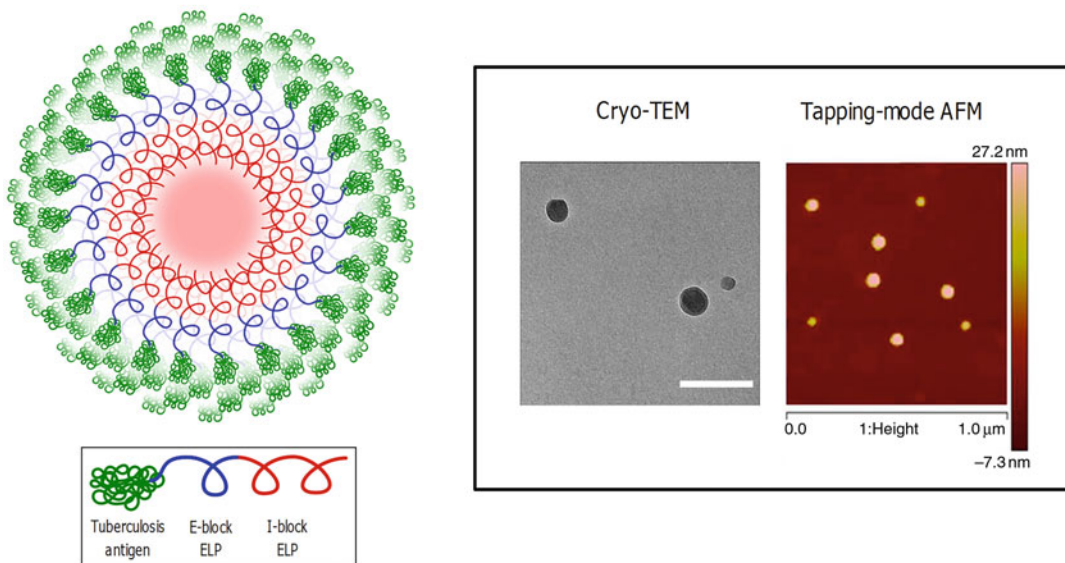 Cryo-TEM
Tapping-mode AFM
27.2 nm
0.0
1:Height
1.0 μm
−7.3 nm
Tuberculosis
antigen
E-block
ELP
I-block
ELP